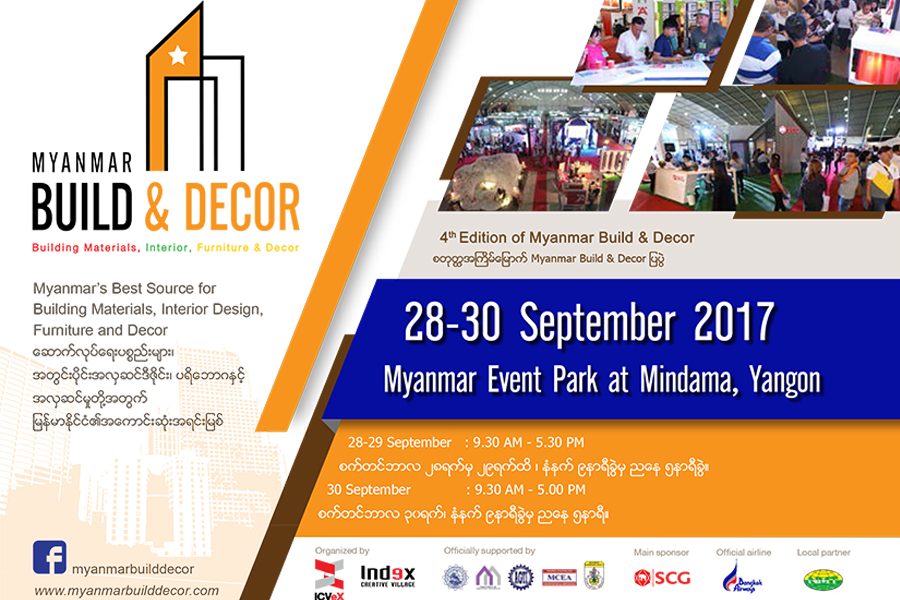 MYANMAR
BUILD & DECOR
Building Materials, Interior, Furniture & Decor
Myanmar's Best Source for
Building Materials, Interior Design,
Furniture and Decor
ဆောက်လုပ်ရေးပစ္စည်းများ၊
အတွင်းပိုင်းအလှဆင်ဒီဇိုင်း၊ ပရိဘောဂနှင့်
အလှဆင်မှုတို့အတွက်
မြန်မာနိုင်ငံ၏အကောင်းဆုံးအရင်းမြစ်
myanmarbuilddecor
www.myanmarbuilddecor.com
4th Edition of Myanmar Build & Decor
စတုတ္ထအကြိမ်မြောက် Myanmar Build & Decor ပြပွဲ
28-30 September 2017
Myanmar Event Park at Mindama, Yangon
28-29 September : 9.30 AM - 5.30 PM
စက်တင်ဘာလ ၂၈ရက်မှ ၂၉ရက်ထိ ၊ နံနက် ၉နာရီခွဲမှ ညနေ ၅နာရီခွဲ။
30 September : 9.30 AM - 5.00 PM
စက်တင်ဘာလ ၃၀ရက်၊ နံနက် ၉နာရီခွဲမှ ညနေ ၅နာရီ။
Organized by
ICVeX
Index
CREATIVE VILLAGE
Officially supported by
AGTI
MCEA
Main sponsor
SCG
Official airline
Bangkok
Airways
Local partner